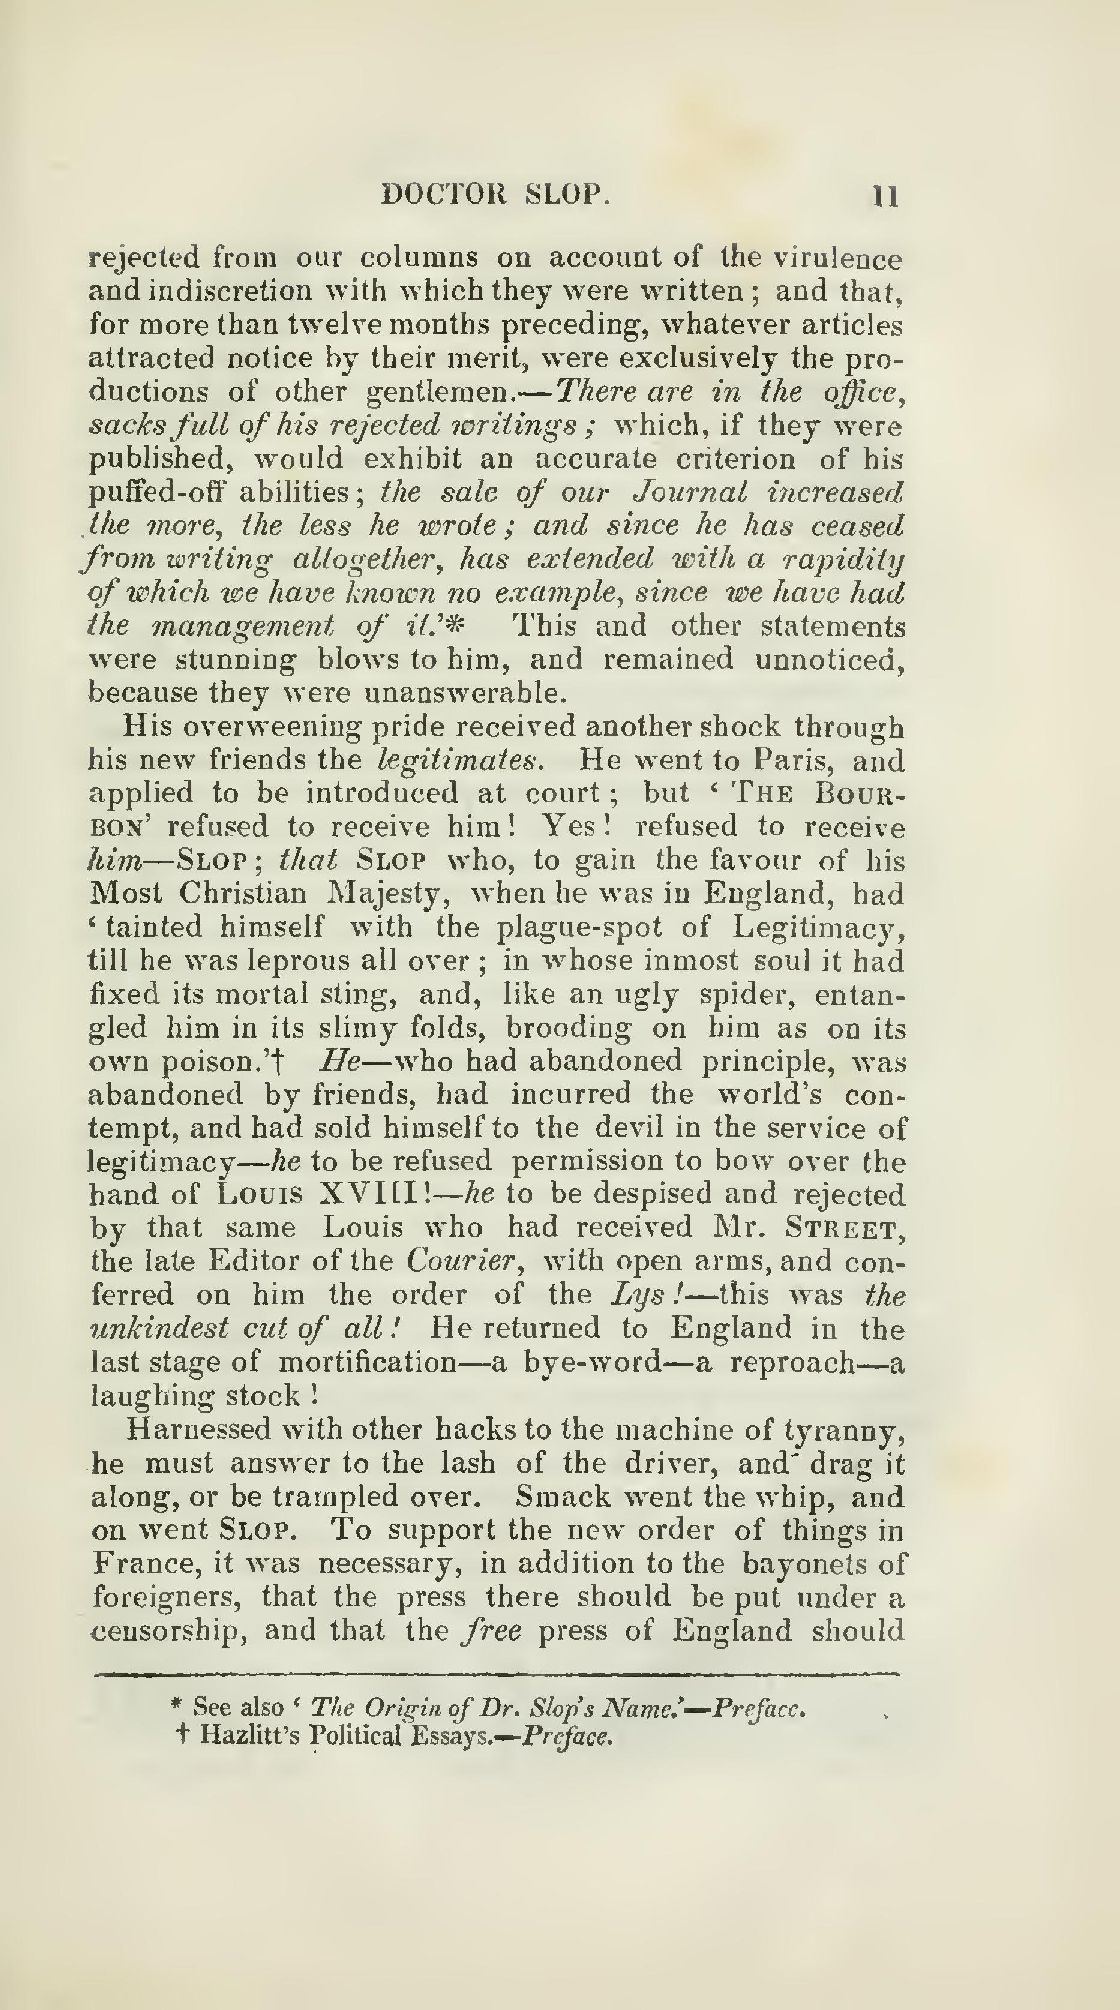 DOCTOR SLOP. 11
rejected from our columns on account of the virulence
and indiscretion with which they were written ; and that,
for more than twelve months preceding, whatever articles
attracted notice by their merit, were exclusively the pro-
ductions of other gentlemen.—There are in the office,
sacks full of his rejected writings ; which, if they were
published, would exhibit an accurate criterion of his
puffed-off abilities ; the sale of our Journal increased
the more, the less he wrote ; and since he has ceased
from writing altogether, has extended with a rapidity
of which we have known no example, since we have had
the management of it.’* This and other statements
were stunning blows to him, and remained unnoticed,
because they were unanswerable.
His overweening pride received another shock through
his new friends the legitimates. He went to Paris, and
applied to be introduced at court ; but ‘ THE BOUR-
BON’ refused to receive him ! Yes ! refused to receive
him—SLOP ; that SLOP who, to gain the favour of his
Most Christian Majesty, when he was in England, had
‘ tainted himself with the plague-spot of Legitimacy,
till he was leprous all over ; in whose inmost soul it had
fixed its mortal sting, and, like an ugly spider, entan-
gled him in its slimy folds, brooding on him as on its
own poison.’† He—who had abandoned principle, was
abandoned by friends, had incurred the world’s con-
tempt, and had sold himself to the devil in the service of
legitimacy—he to be refused permission to bow over the
hand of LOUIS XVIII !—he to be despised and rejected
by that same Louis who had received Mr. STREET,
the late Editor of the Courier, with open arms, and con-
ferred on him the order of the Lys !—this was the
unkindest cut of all ! He returned to England in the
last stage of mortification—a bye-word—a reproach—a
laughing stock !
Harnessed with other hacks to the machine of tyranny,
he must answer to the lash of the driver, and drag it
along, or be trampled over. Smack went the whip, and
on went SLOP. To support the new order of things in
France, it was necessary, in addition to the bayonets of
foreigners, that the press there should be put under a
censorship, and that the free press of England should
* See also ‘ The Origin of Dr. Slop’s Name.’—Preface.
† Hazlitt’s Political Essays.—Preface.